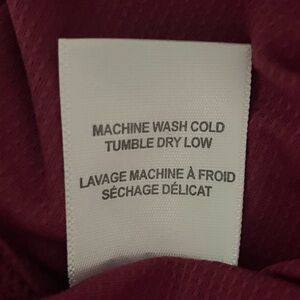 MACHINE WASH COLD
TUMBLE DRY LOW
LAVAGE MACHINE À FROID
SÉCHAGE DÉLICAT